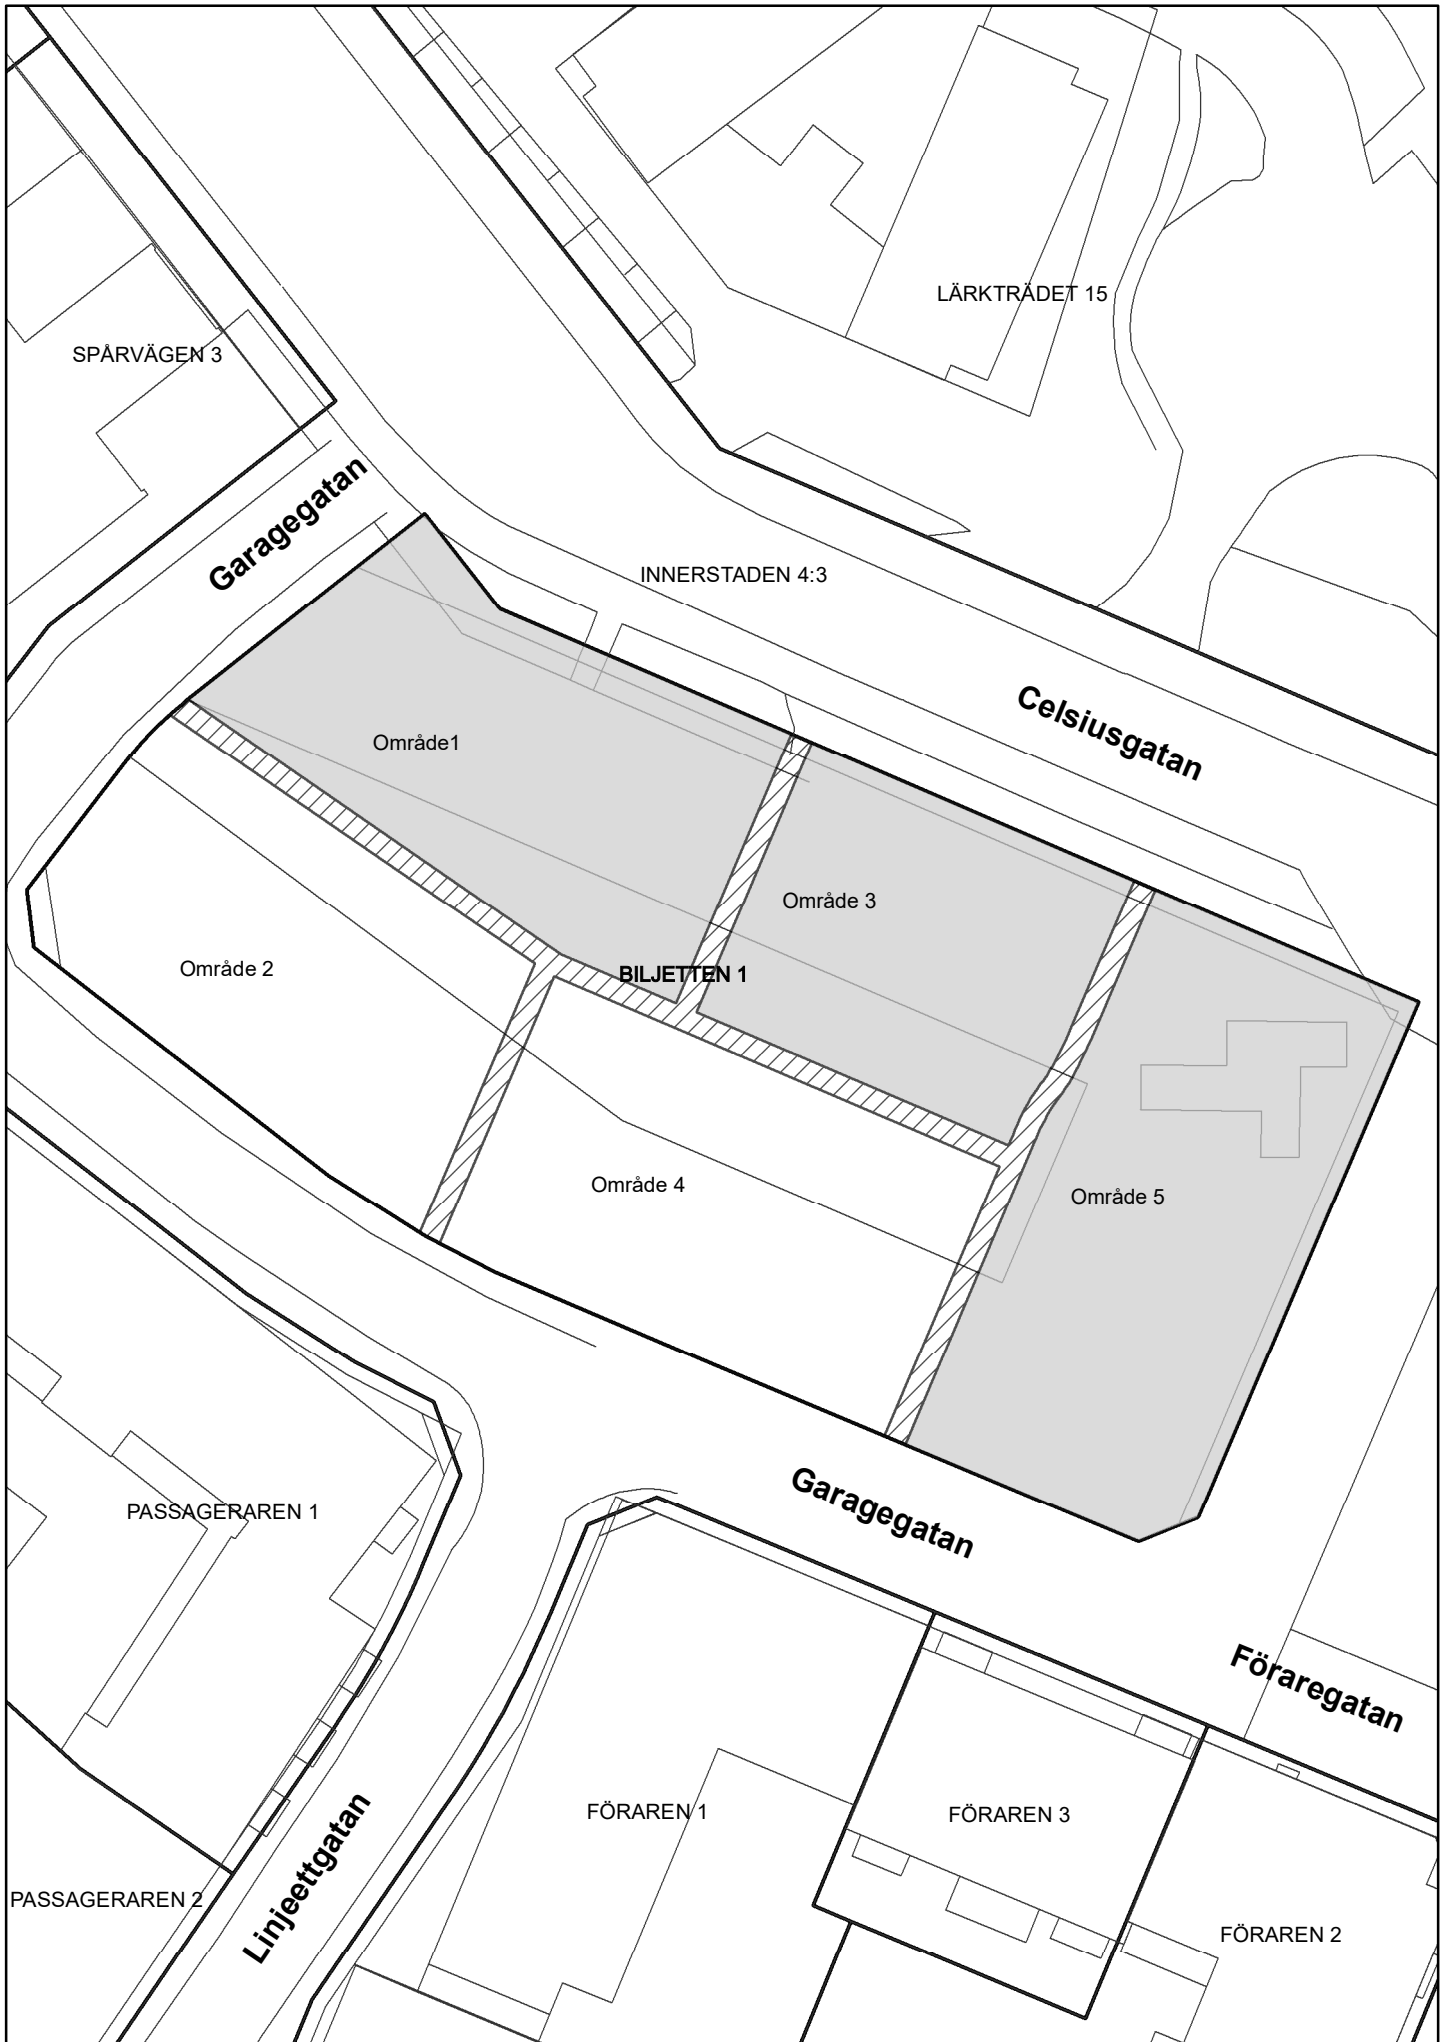 LÄRKTRÄDET 15
SPÅRVÄGEN 3
Garagegatan
INNERSTADEN 4:3
Celsiusgatan
Område1
Område 3
Område 2
BILJETTEN 1
Område 4
Område 5
Garagegatan
PASSAGERAREN 1
Föraregatan
FÖRAREN 1
FÖRAREN 3
Linjeettgatan
PASSAGERAREN 2
FÖRAREN 2